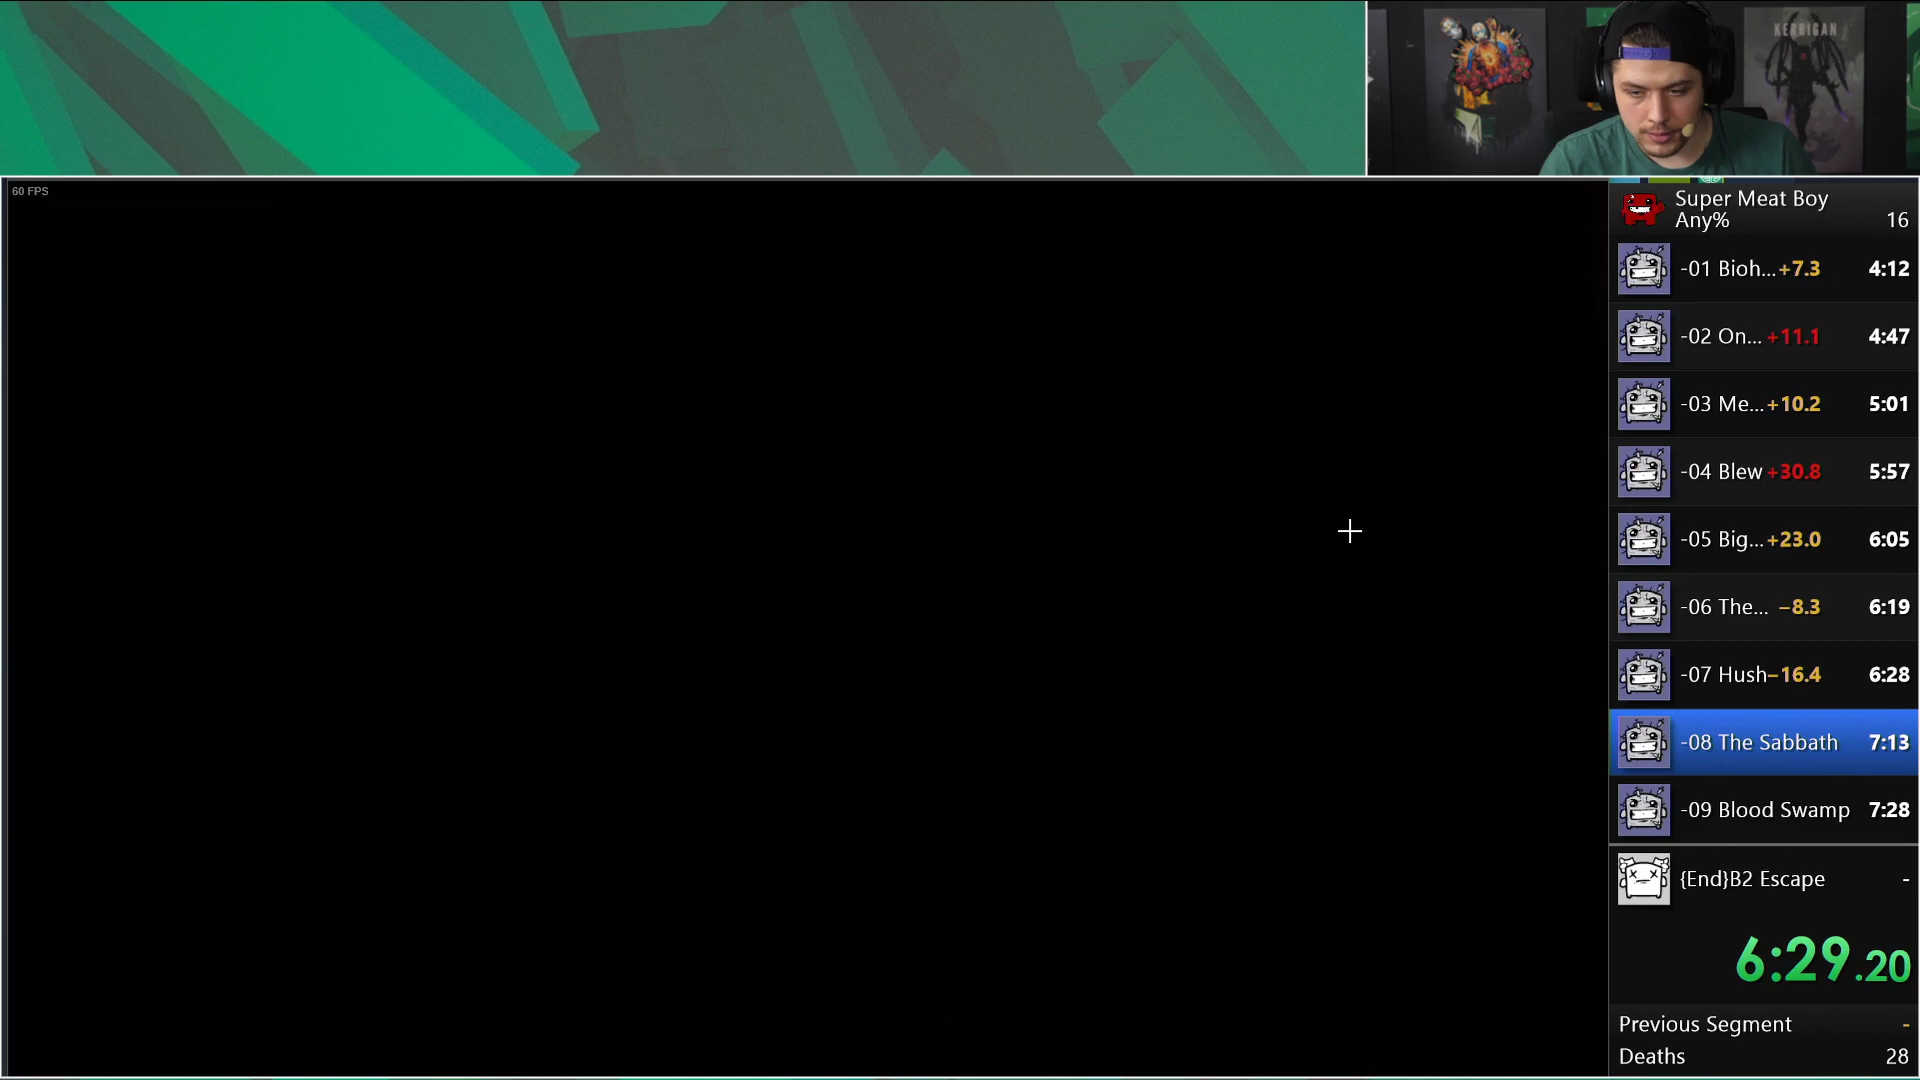 KERRIGAN
60 FPS
Super Meat Boy
Any% 16
-01 Bioh... +7.3 4:12
-02 On... +11.1 4:47
-03 Me... +10.2 5:01
-04 Blew +30.8 5:57
-05 Big... +23.0 6:05
-06 The... −8.3 6:19
-07 Hush −16.4 6:28
-08 The Sabbath 7:13
-09 Blood Swamp 7:28
{End}B2 Escape -
6:29.20
Previous Segment -
Deaths 28